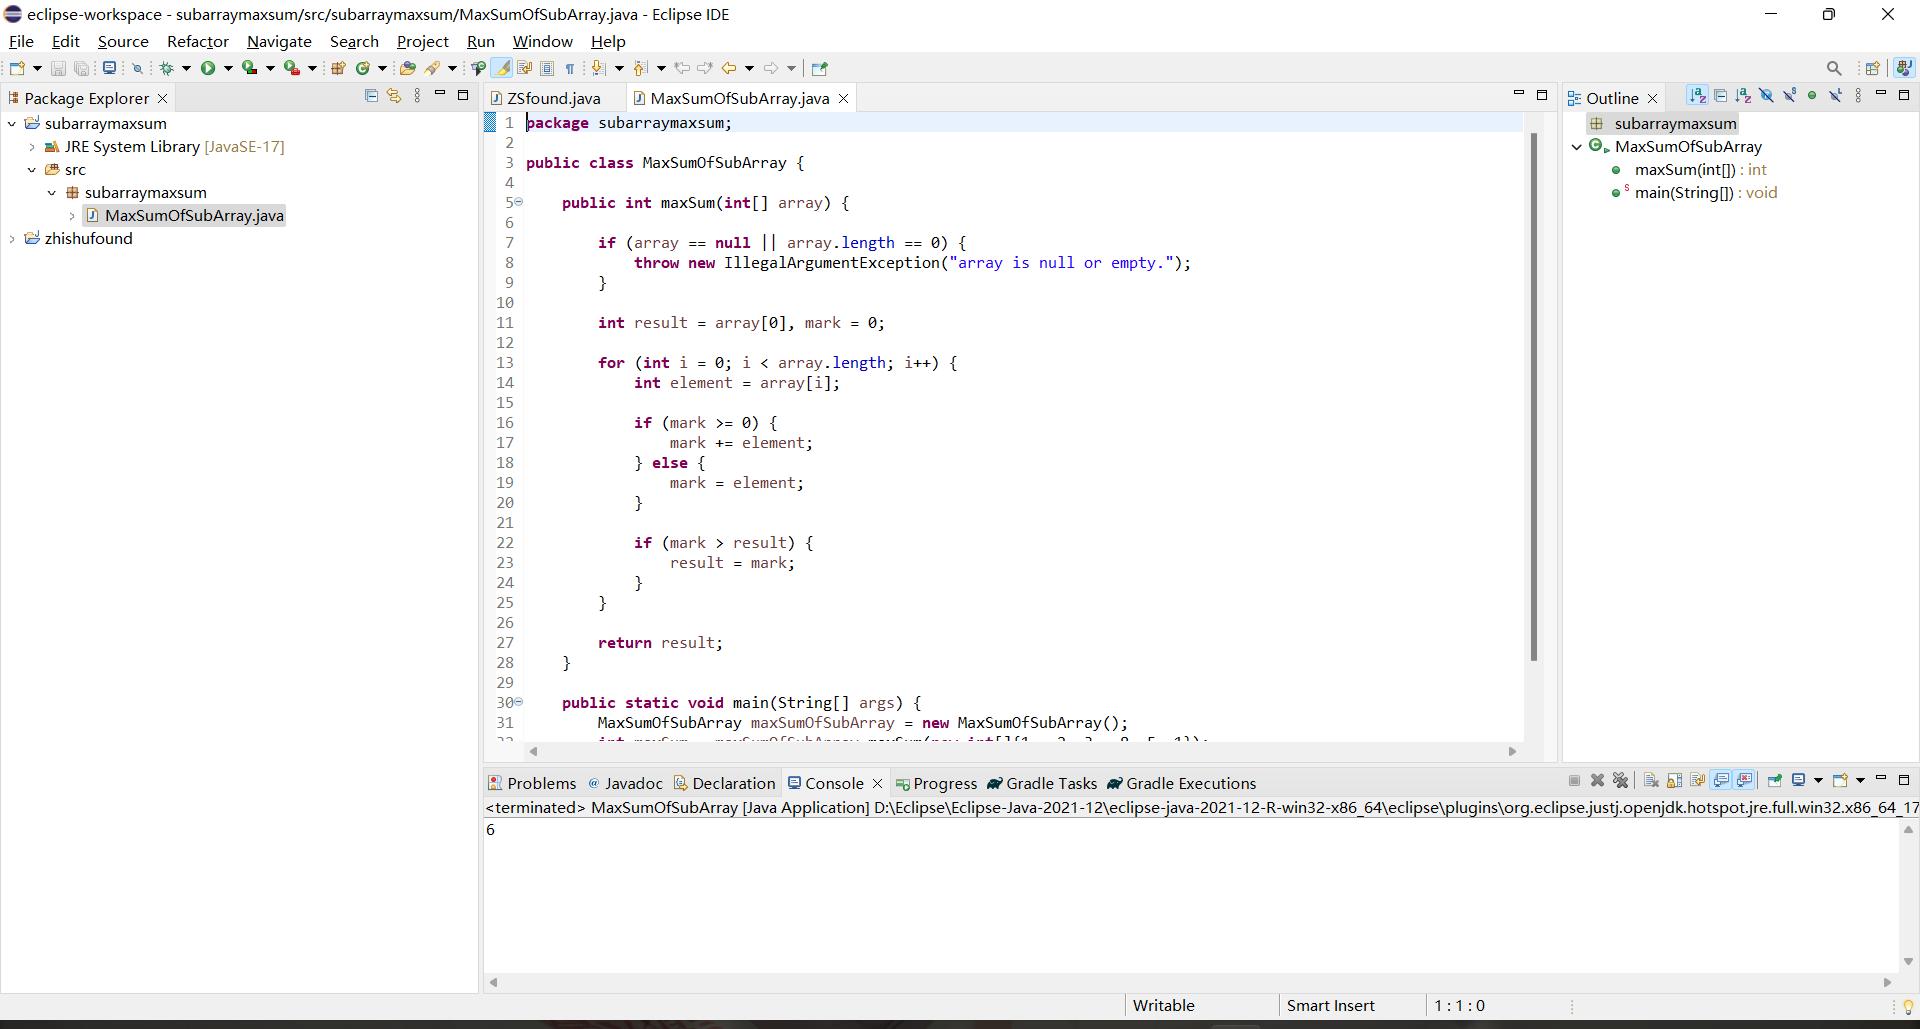 eclipse-workspace - subarraymaxsum/src/subarraymaxsum/MaxSumOfSubArray.java - Eclipse IDE
File Edit Source Refactor Navigate Search Project Run Window Help
Package Explorer
subarraymaxsum
JRE System Library [JavaSE-17]
src
subarraymaxsum
MaxSumOfSubArray.java
zhishufound
ZSfound.java MaxSumOfSubArray.java
1 package subarraymaxsum;
2
3 public class MaxSumOfSubArray {
4
5 public int maxSum(int[] array) {
6
7 if (array == null || array.length == 0) {
8 throw new IllegalArgumentException("array is null or empty.");
9 }
10
11 int result = array[0], mark = 0;
12
13 for (int i = 0; i < array.length; i++) {
14 int element = array[i];
15
16 if (mark >= 0) {
17 mark += element;
18 } else {
19 mark = element;
20 }
21
22 if (mark > result) {
23 result = mark;
24 }
25 }
26
27 return result;
28 }
29
30 public static void main(String[] args) {
31 MaxSumOfSubArray maxSumOfSubArray = new MaxSumOfSubArray();
Outline
subarraymaxsum
MaxSumOfSubArray
maxSum(int[]) : int
main(String[]) : void
Problems Javadoc Declaration Console Progress Gradle Tasks Gradle Executions
<terminated> MaxSumOfSubArray [Java Application] D:\Eclipse\Eclipse-Java-2021-12\eclipse-java-2021-12-R-win32-x86_64\eclipse\plugins\org.eclipse.justj.openjdk.hotspot.jre.full.win32.x86_64_17
6
Writable Smart Insert 1 : 1 : 0